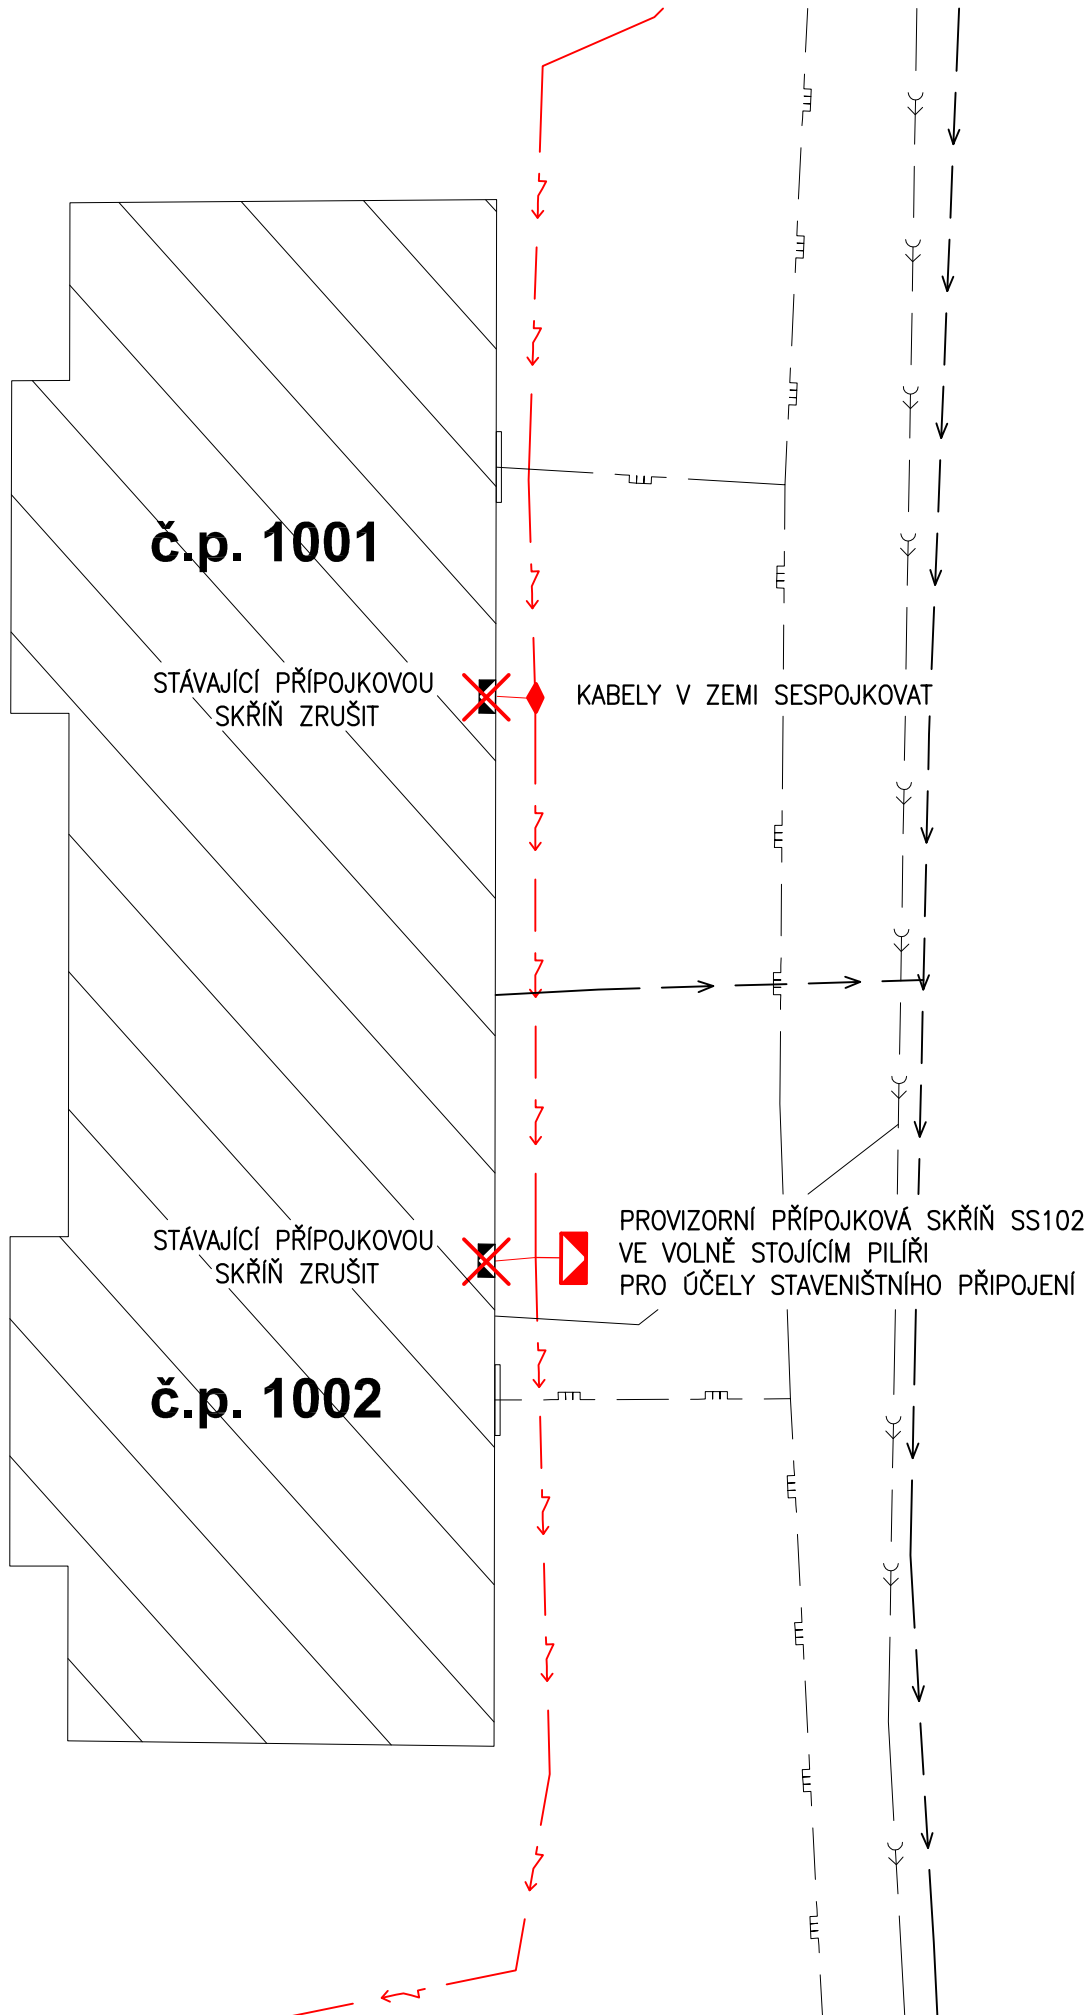 č.p. 1001
STÁVAJÍCÍ PŘÍPOJKOVOU
SKŘÍŇ ZRUŠIT
KABELY V ZEMI SESPOJKOVAT
STÁVAJÍCÍ PŘÍPOJKOVOU
SKŘÍŇ ZRUŠIT
PROVIZORNÍ PŘÍPOJKOVÁ SKŘÍŇ SS102
VE VOLNĚ STOJÍCÍM PILÍŘI
PRO ÚČELY STAVENIŠTNÍHO PŘIPOJENÍ
č.p. 1002